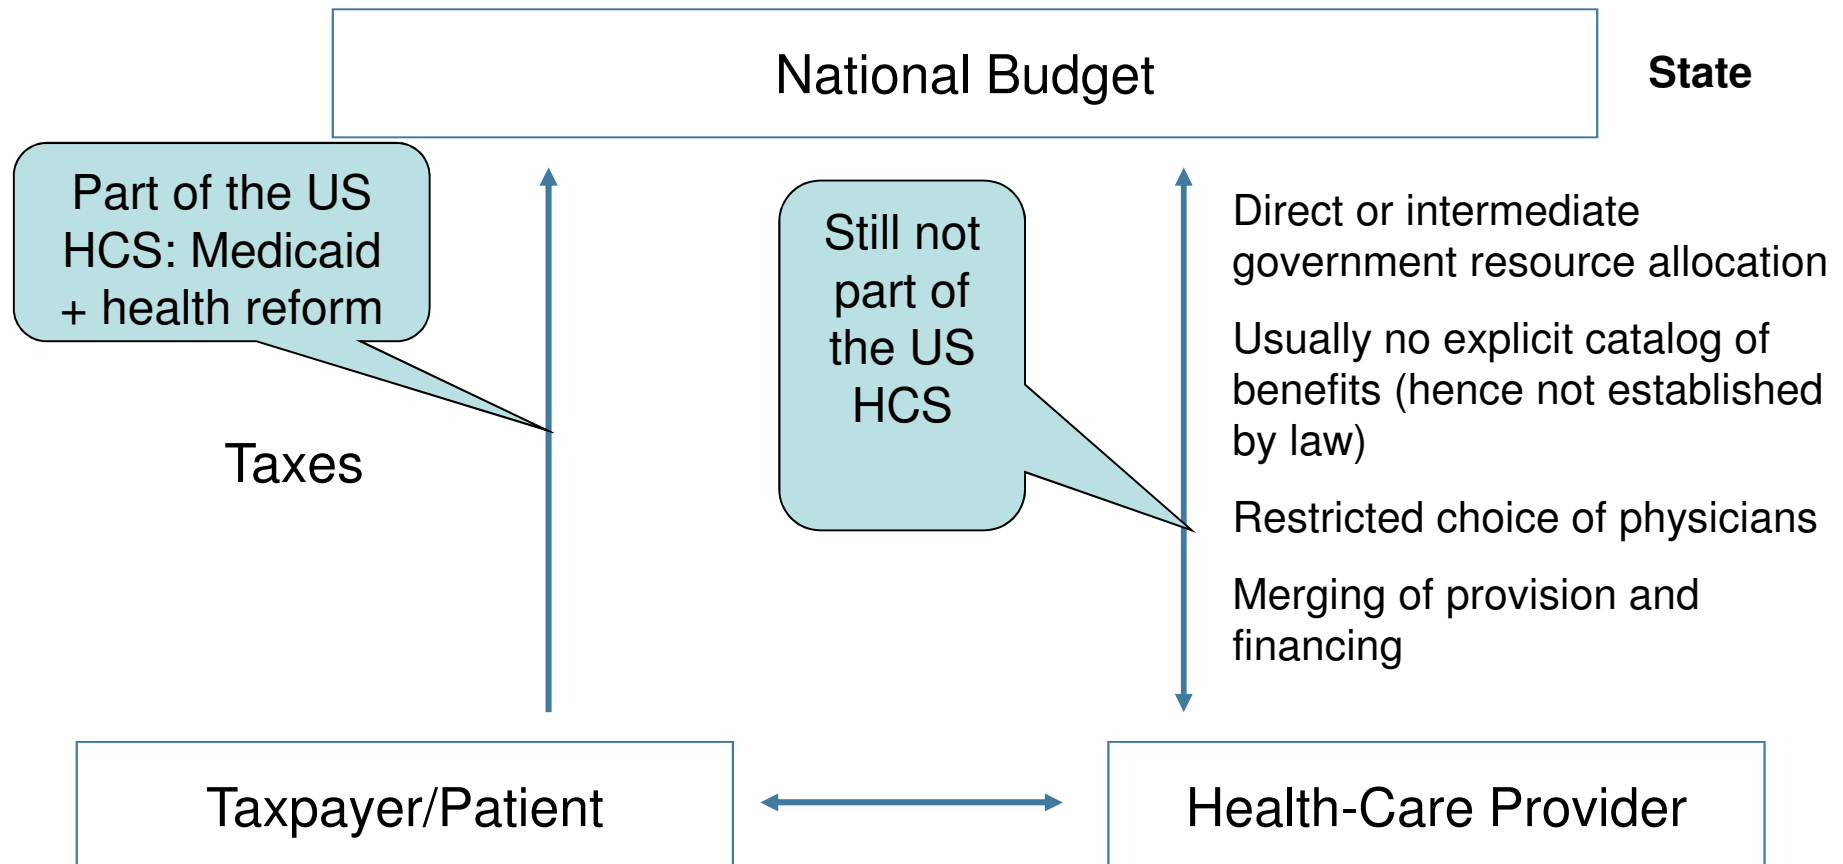 National Budget
State
Part of the US
HCS: Medicaid
+ health reform
Still not
part of
the US
HCS
Direct or intermediate
government resource allocation
Usually no explicit catalog of
benefits (hence not established
by law)
Restricted choice of physicians
Merging of provision and
financing
Taxes
Taxpayer/Patient
Health-Care Provider